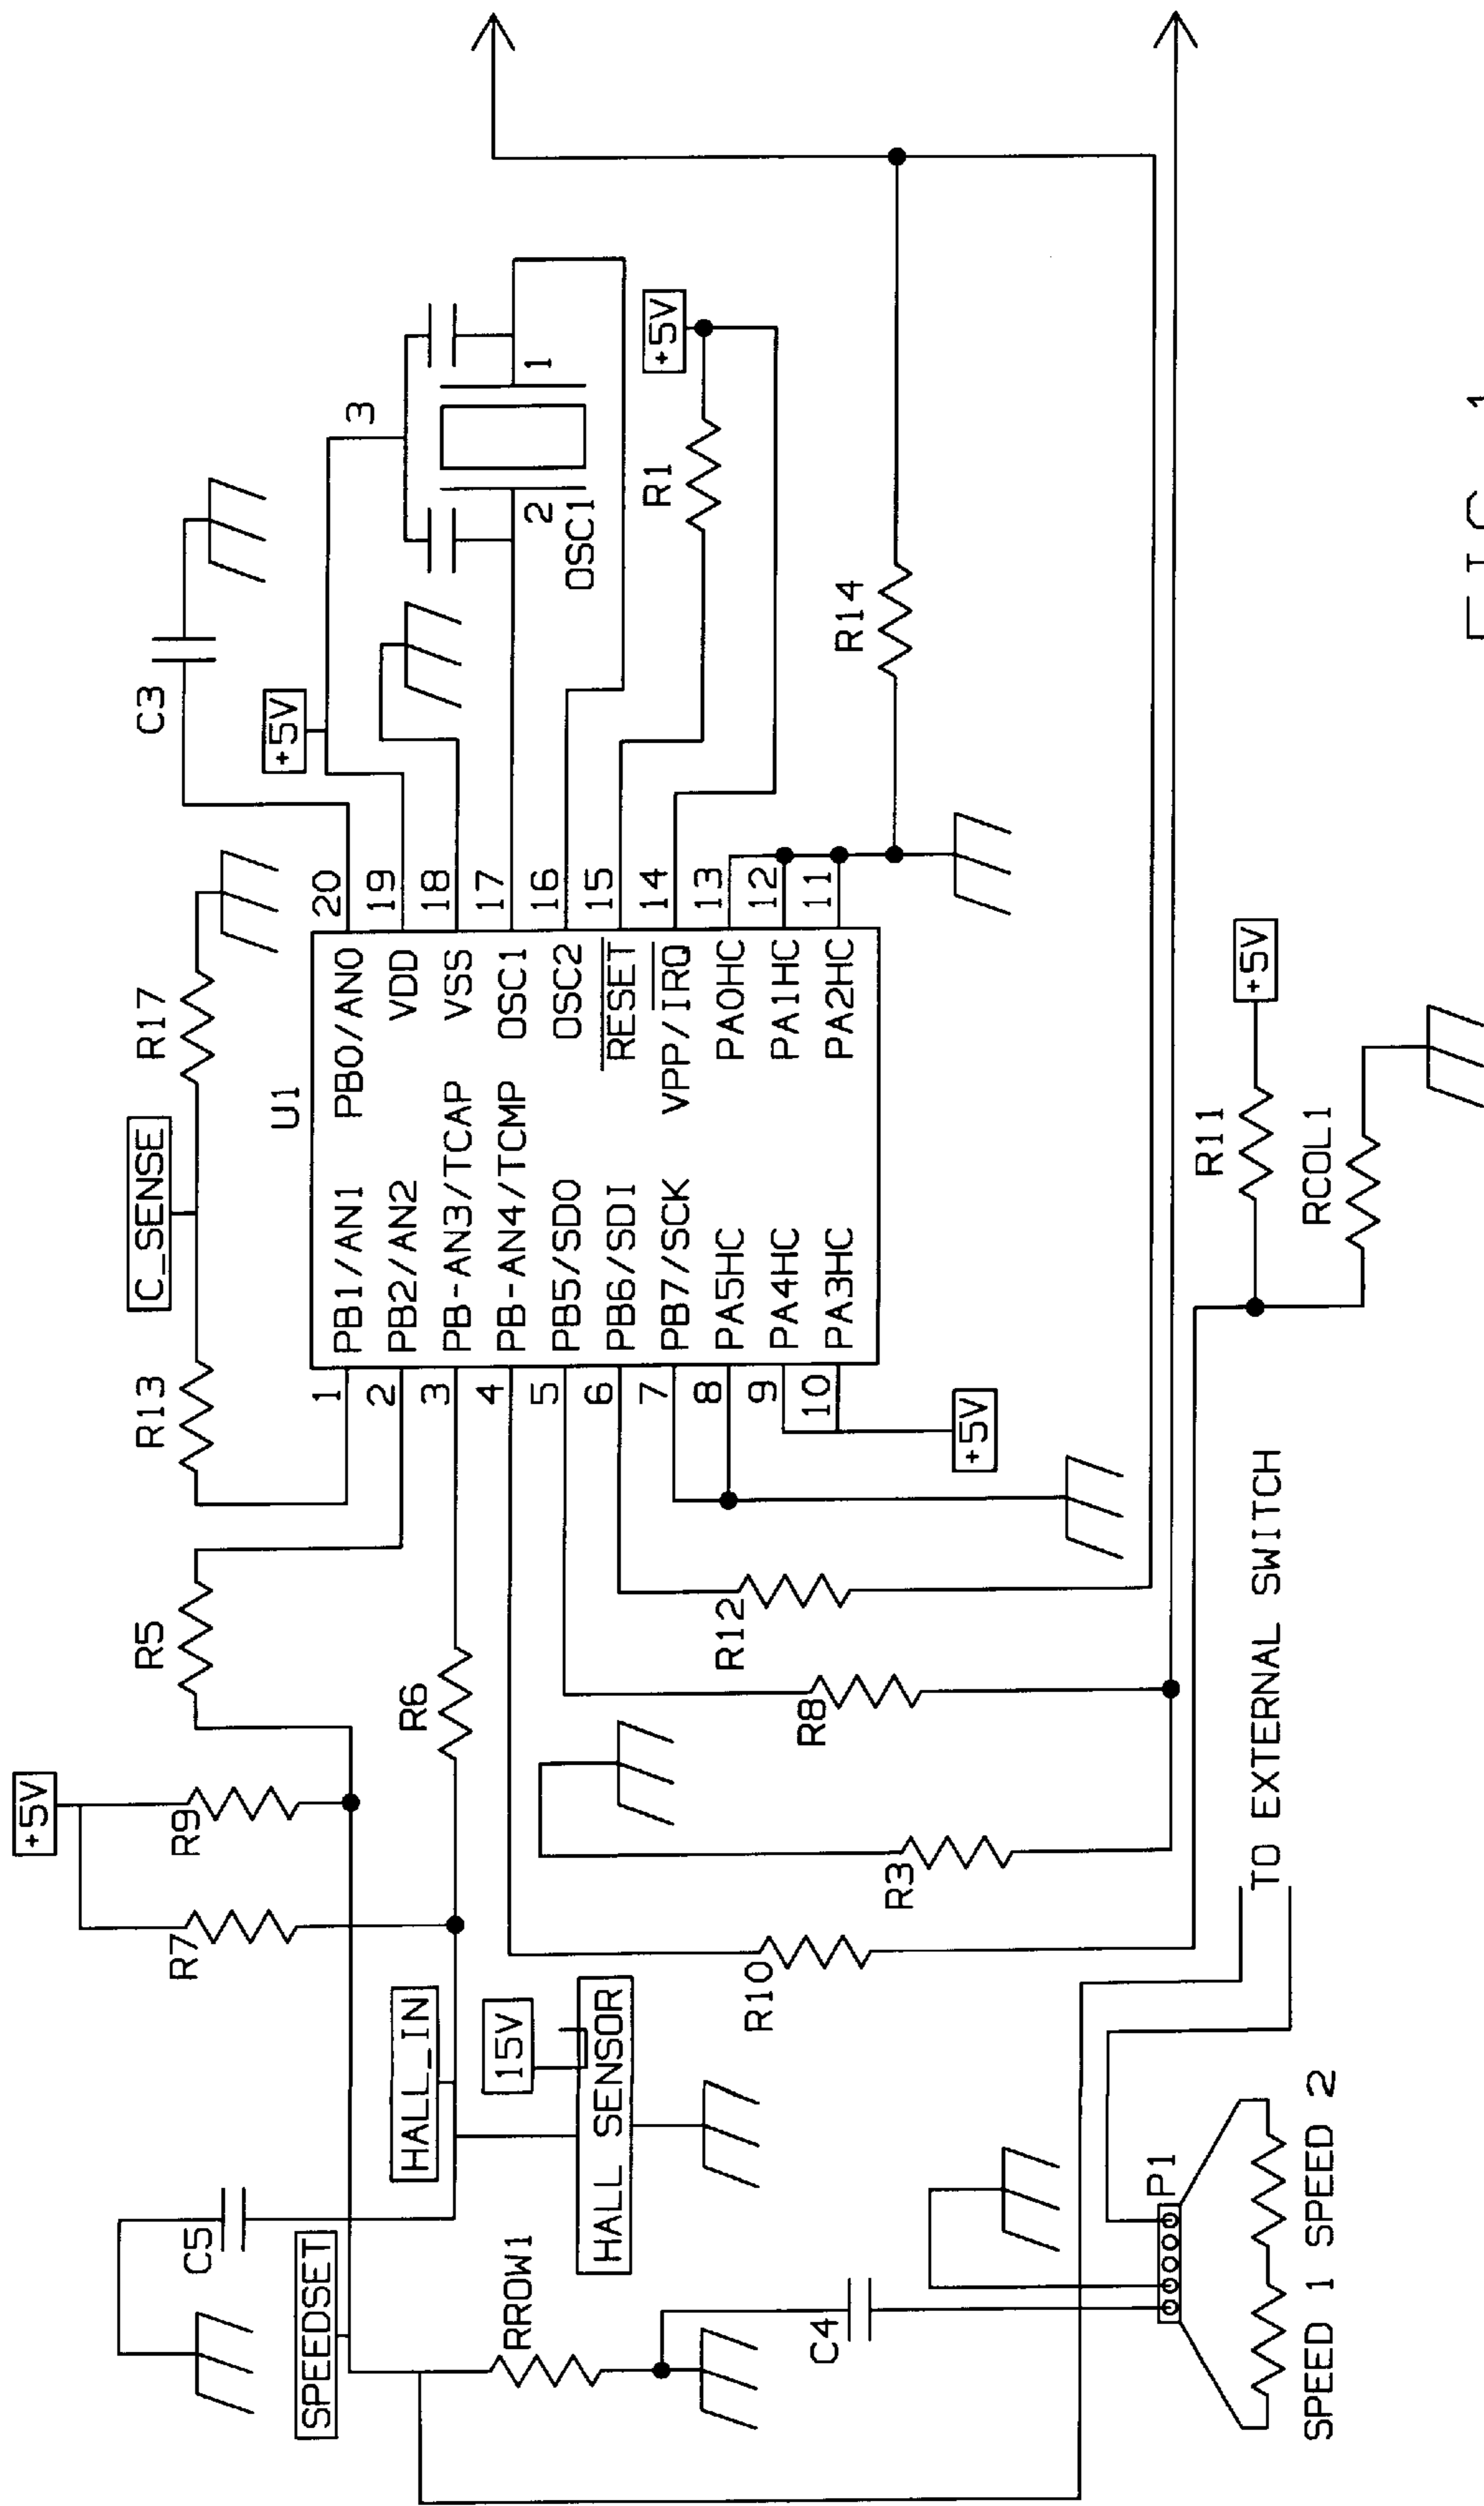 +5V
R7
R9
R5
R13
C_SENSE
R17
C3
+5V
3
C5
SPEEDSET
HALL_IN
15V
HALL SENSOR
R6
RROW1
U1
1
PB1/AN1
PB0/AN0
20
2
PB2/AN2
VDD
19
3
PB-AN3/TCAP
VSS
18
4
PB-AN4/TCMP
OSC1
17
5
PB5/SDO
OSC2
16
6
PB6/SDI
RESET
15
7
PB7/SCK
VPP/IRQ
14
8
PA5HC
PA0HC
13
9
PA4HC
PA1HC
12
10
PA3HC
PA2HC
11
2
1
OSC1
R1
+5V
R10
R3
R8
R12
+5V
R14
C4
P1
TO EXTERNAL SWITCH
SPEED 1
SPEED 2
R11
+5V
RCOL1